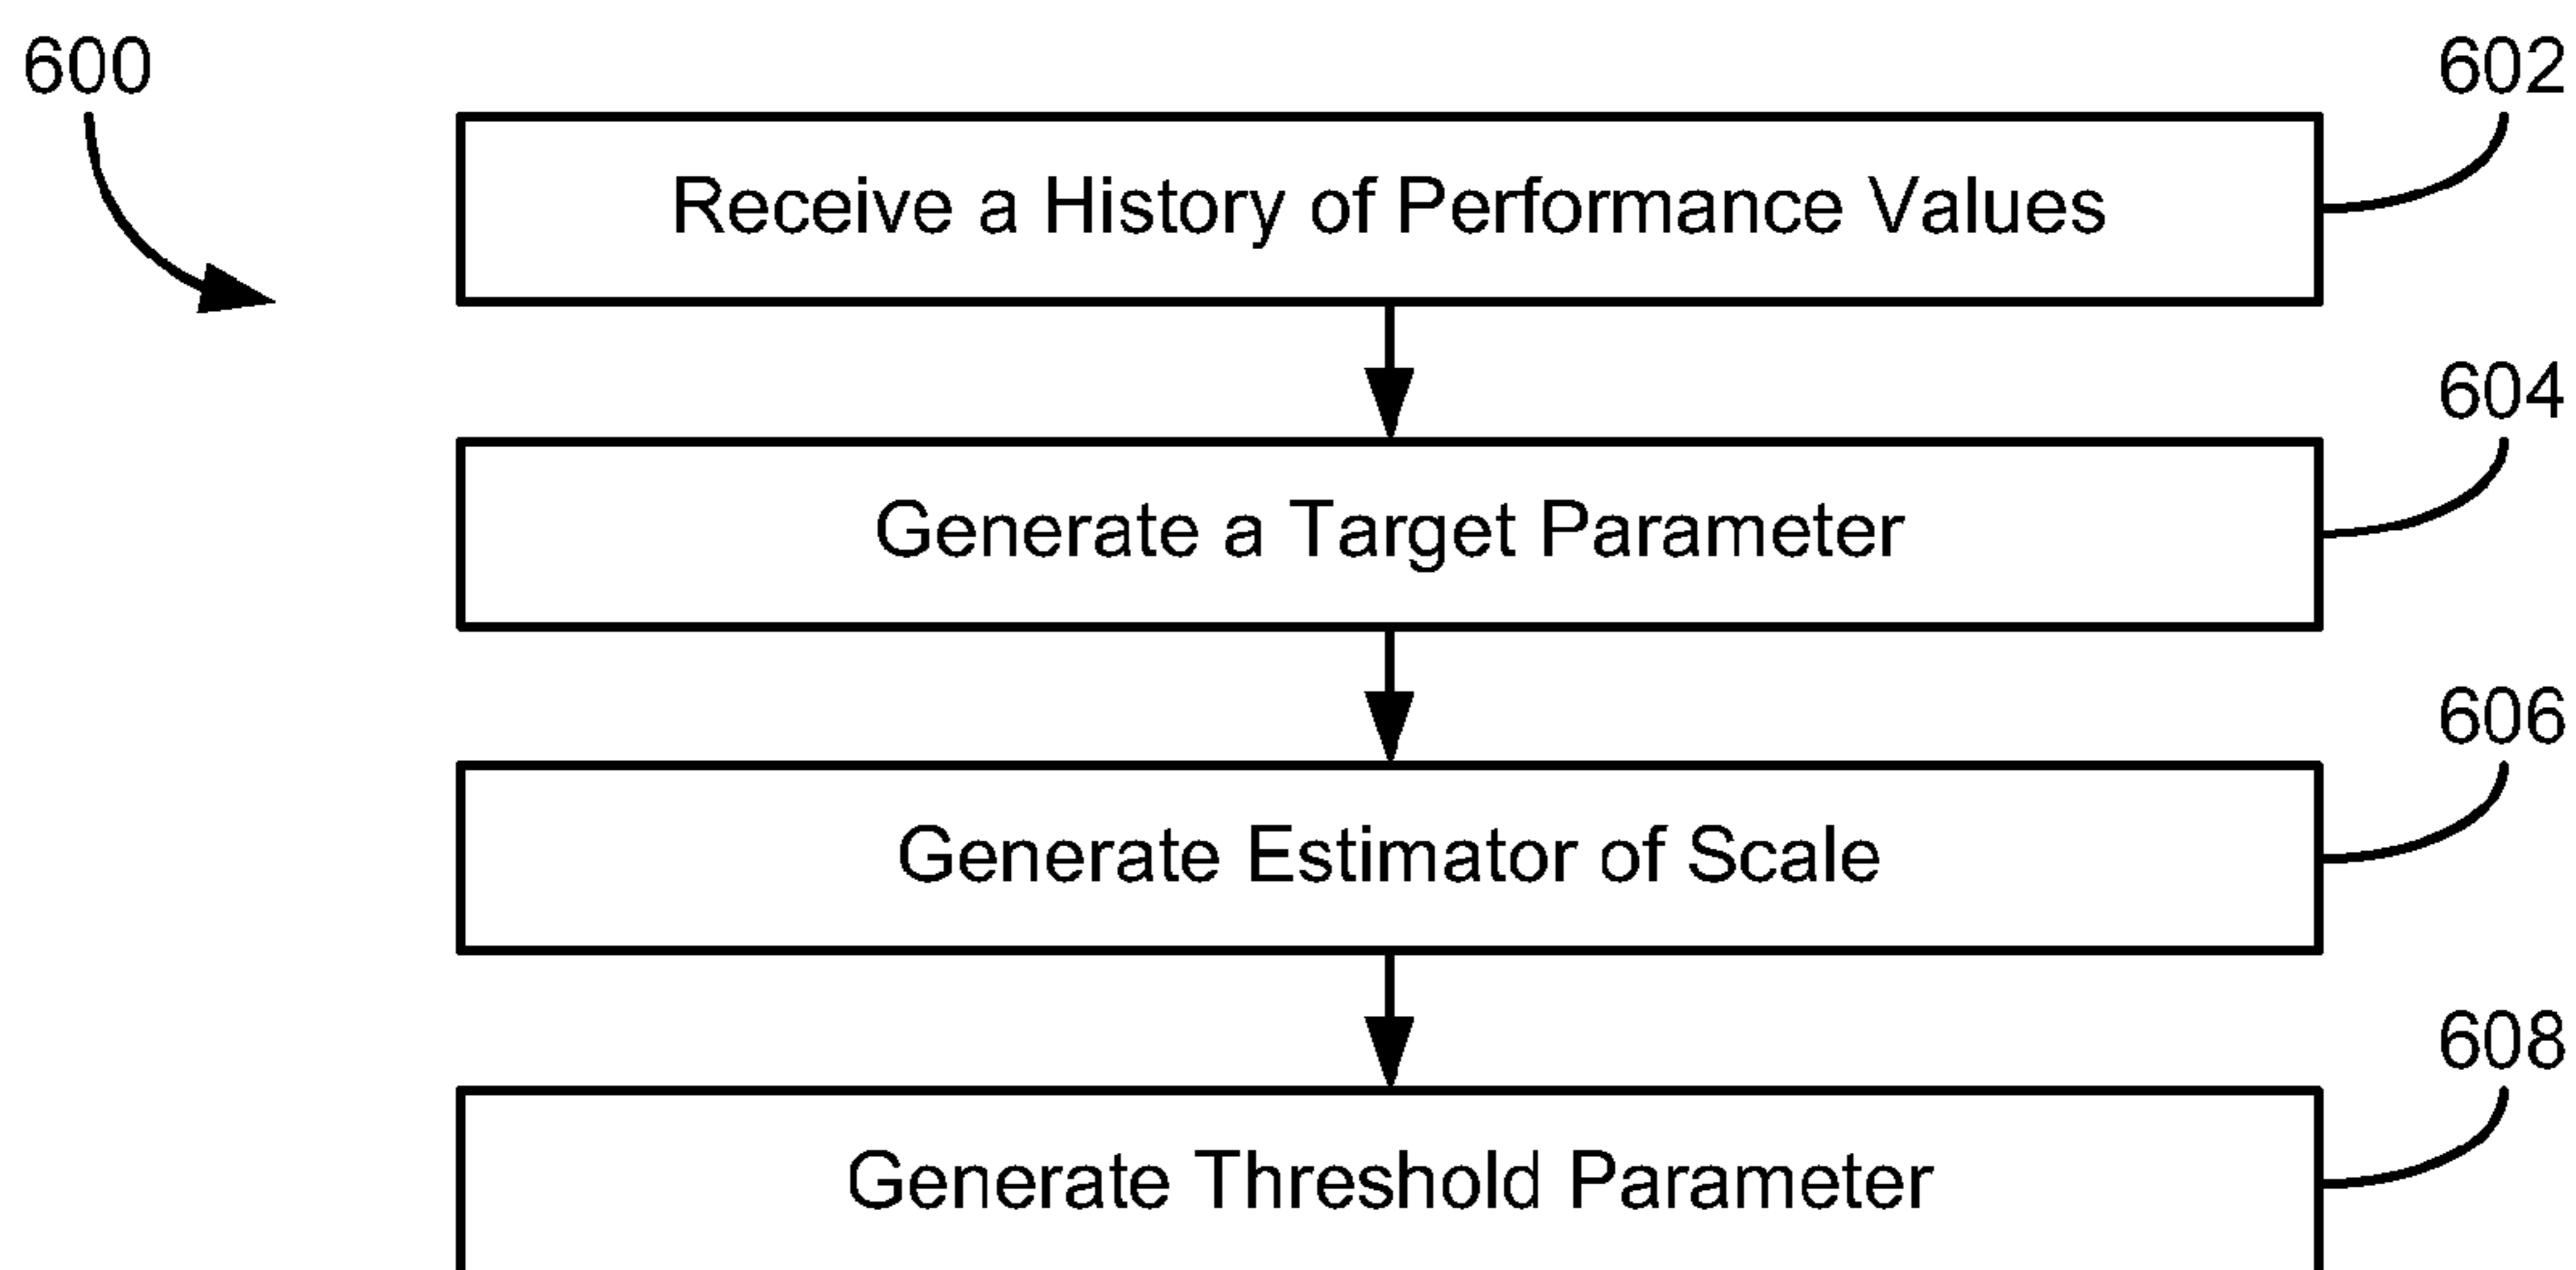 600
602
Receive a History of Performance Values
604
Generate a Target Parameter
606
Generate Estimator of Scale
608
Generate Threshold Parameter